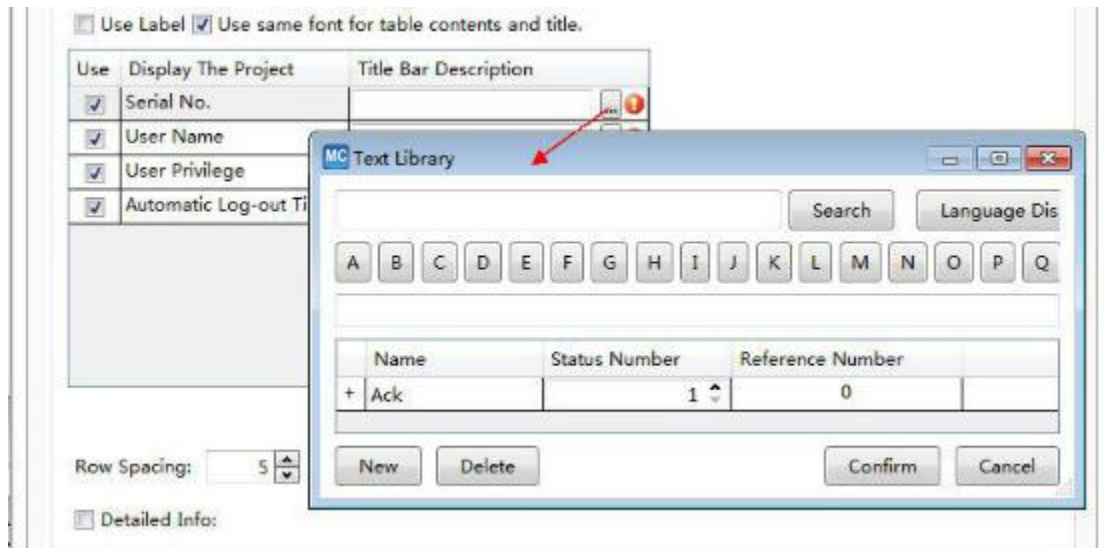 Use Label Use same font for table contents and title.
Use Display The Project Title Bar Description
Serial No. ...
User Name
User Privilege
Automatic Log-out Ti
MC Text Library
Search Language Dis
A B C D E F G H I J K L M N O P Q
Name Status Number Reference Number
+ Ack 1 0
New Delete Confirm Cancel
Row Spacing: 5
Detailed Info: